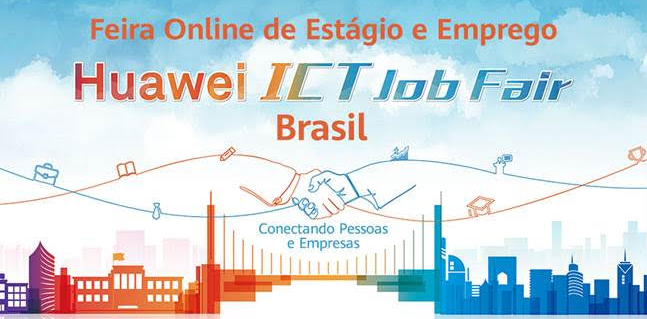 Feira Online de Estágio e Emprego
Huawei ICT Job Fair
Brasil
Conectando Pessoas
e Empresas